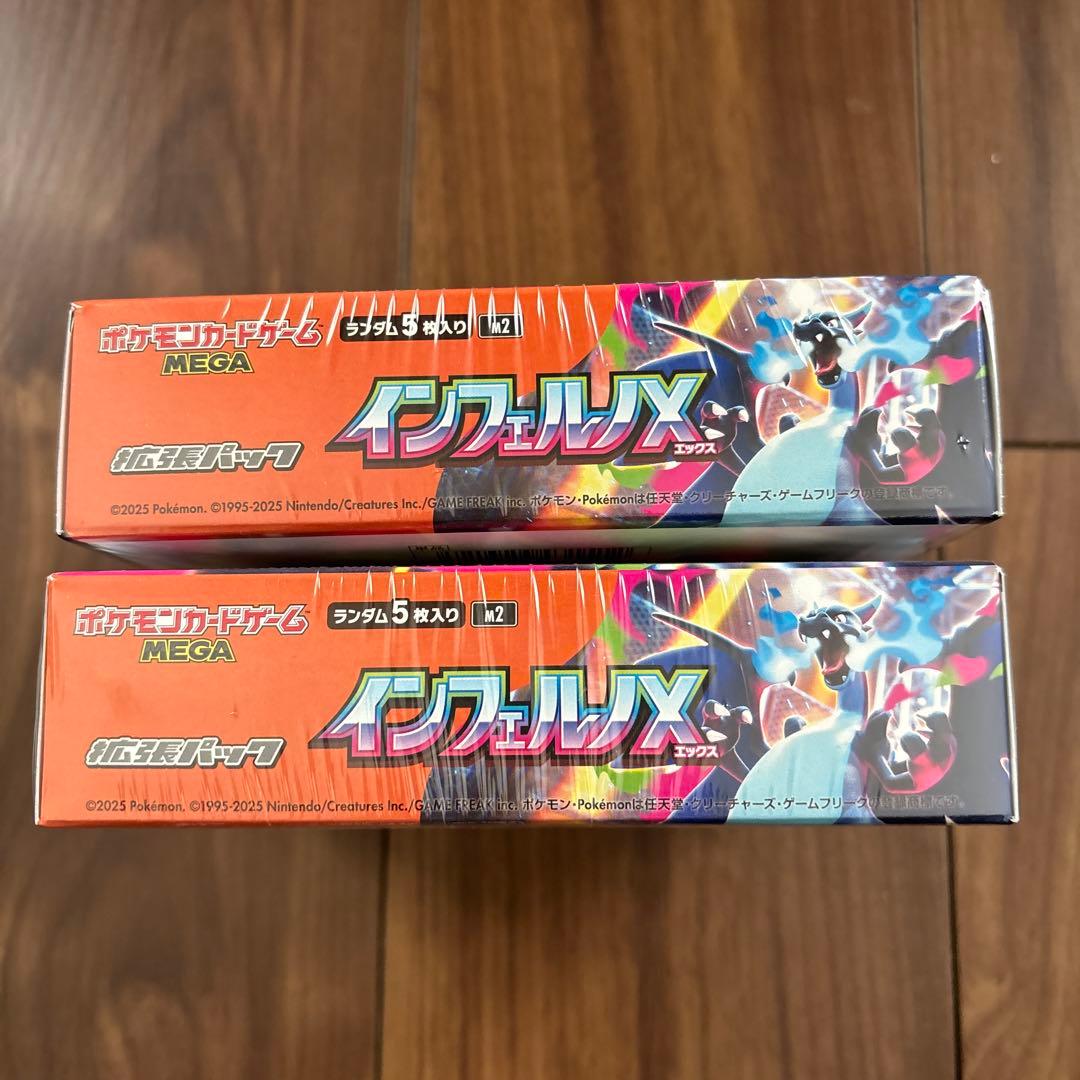 ポケモンカードゲーム
MEGA
ランダム5枚入り M2
インフェルノX
エックス
拡張パック
©2025 Pokémon. ©1995-2025 Nintendo/Creatures Inc./GAME FREAK inc. ポケモン・Pokémonは任天堂・クリーチャーズ・ゲームフリークの登録商標です。
ポケモンカードゲーム™
MEGA
ランダム5枚入り M2
インフェルノX
エックス
拡張パック
©2025 Pokémon. ©1995-2025 Nintendo/Creatures Inc./GAME FREAK inc. ポケモン・Pokémonは任天堂・クリーチャーズ・ゲームフリークの登録商標です。